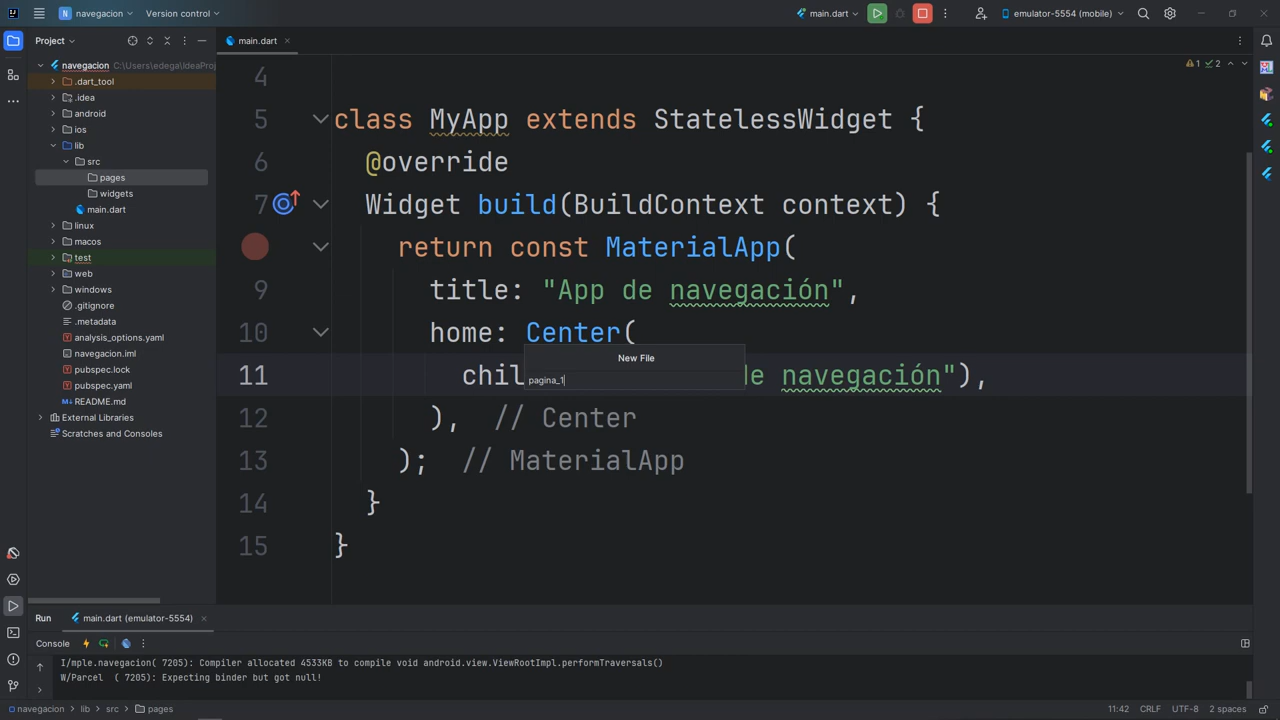 navegacion
Version control
main.dart
emulator-5554 (mobile)
Project
main.dart
navegacion C:\Users\edega\IdeaProj
.dart_tool
.idea
android
ios
lib
src
pages
widgets
main.dart
linux
macos
test
web
windows
.gitignore
.metadata
analysis_options.yaml
navegacion.iml
pubspec.lock
pubspec.yaml
README.md
External Libraries
Scratches and Consoles
1 2
4
5 class MyApp extends StatelessWidget {
6 @override
7 Widget build(BuildContext context) {
return const MaterialApp(
9 title: "App de navegación",
10 home: Center(
New File
11 chil de navegación"),
pagina_1
12 ), // Center
13 ); // MaterialApp
14 }
15 }
Run main.dart (emulator-5554)
Console
I/mple.navegacion( 7205): Compiler allocated 4533KB to compile void android.view.ViewRootImpl.performTraversals()
W/Parcel ( 7205): Expecting binder but got null!
navegacion lib src pages
11:42 CRLF UTF-8 2 spaces